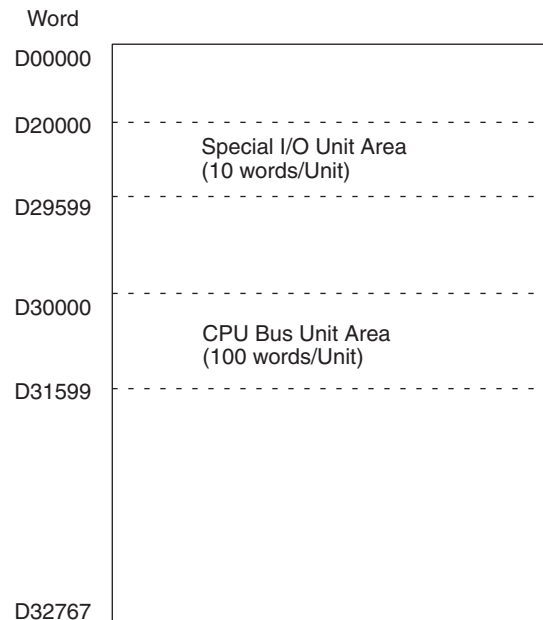 Word
D00000
D20000
Special I/O Unit Area
(10 words/Unit)
D29599
D30000
CPU Bus Unit Area
(100 words/Unit)
D31599
D32767